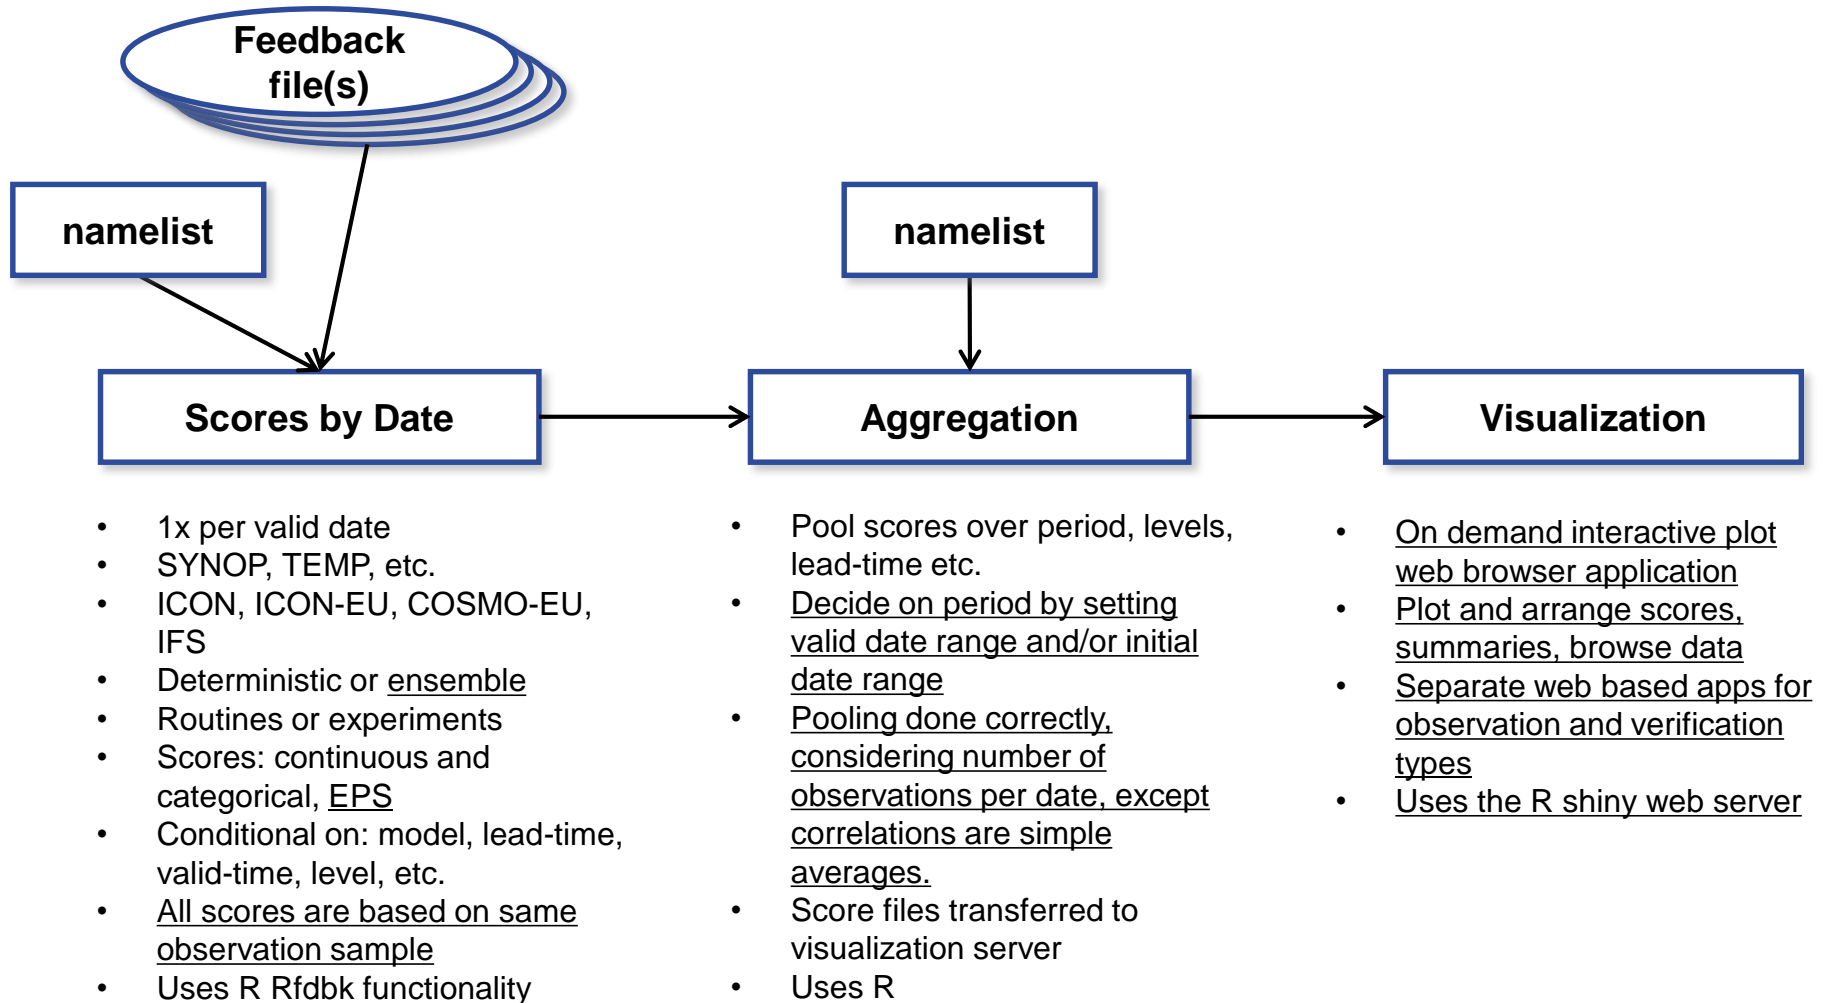 Feedback
file(s)
namelist
namelist
Scores by Date
Aggregation
Visualization
• 1x per valid date
• SYNOP, TEMP, etc.
• ICON, ICON-EU, COSMO-EU,
IFS
• Deterministic or ensemble
• Routines or experiments
• Scores: continuous and
categorical, EPS
• Conditional on: model, lead-time,
valid-time, level, etc.
• All scores are based on same
observation sample
• Uses R Rfdbk functionality
• Pool scores over period, levels,
lead-time etc.
• Decide on period by setting
valid date range and/or initial
date range
• Pooling done correctly,
considering number of
observations per date, except
correlations are simple
averages.
• Score files transferred to
visualization server
• Uses R
• On demand interactive plot
web browser application
• Plot and arrange scores,
summaries, browse data
• Separate web based apps for
observation and verification
types
• Uses the R shiny web server